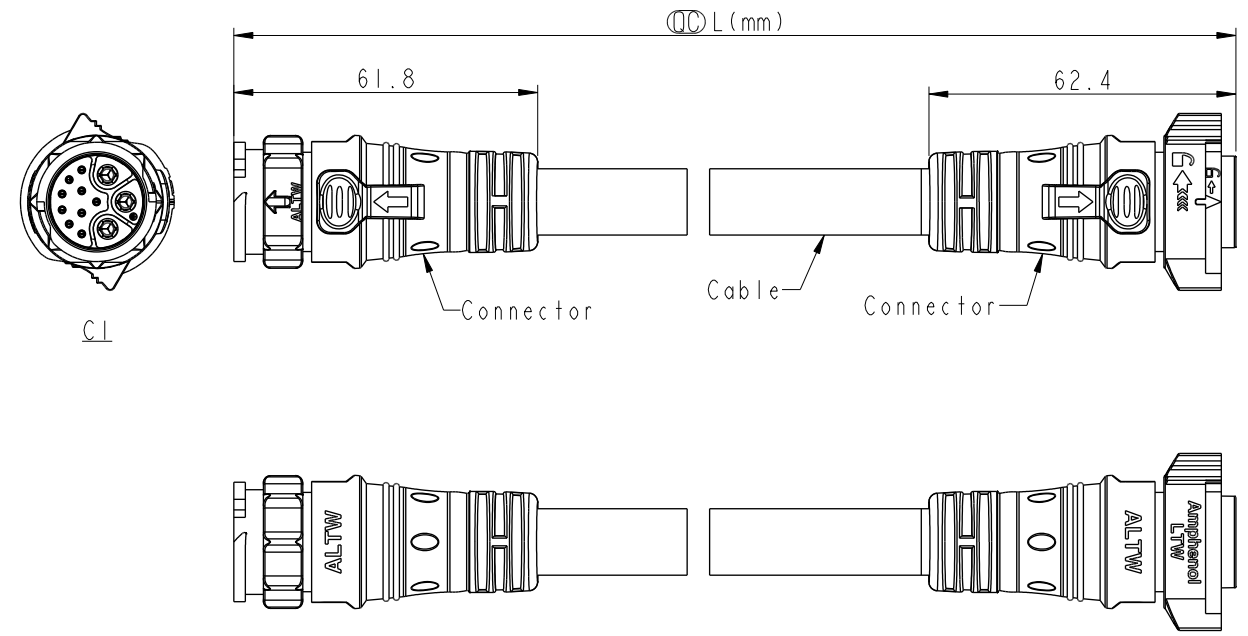 QC L(mm)
61.8
62.4
ALTW
Connector
Cable
Connector
C1
ALTW
ALTW
Amphenol
LTW